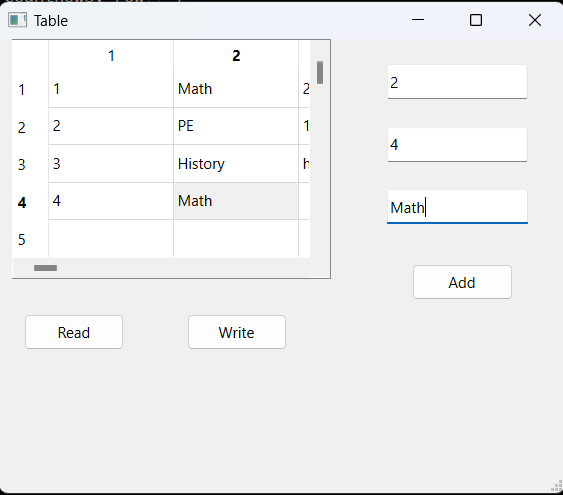 Table
1 2
1 1 Math 2
2 2 PE 1
3 3 History h
4 4 Math
5
2
4
Math
Add
Read Write